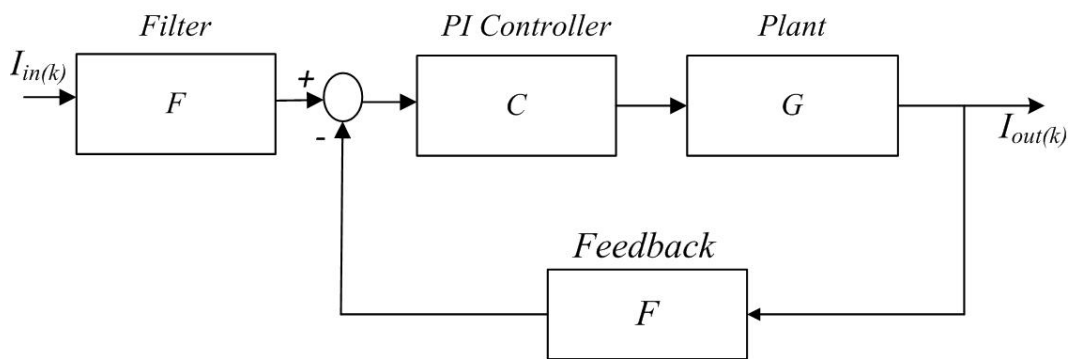 Filter
PI Controller
Plant
I_in(k)
F
+
-
C
G
I_out(k)
Feedback
F